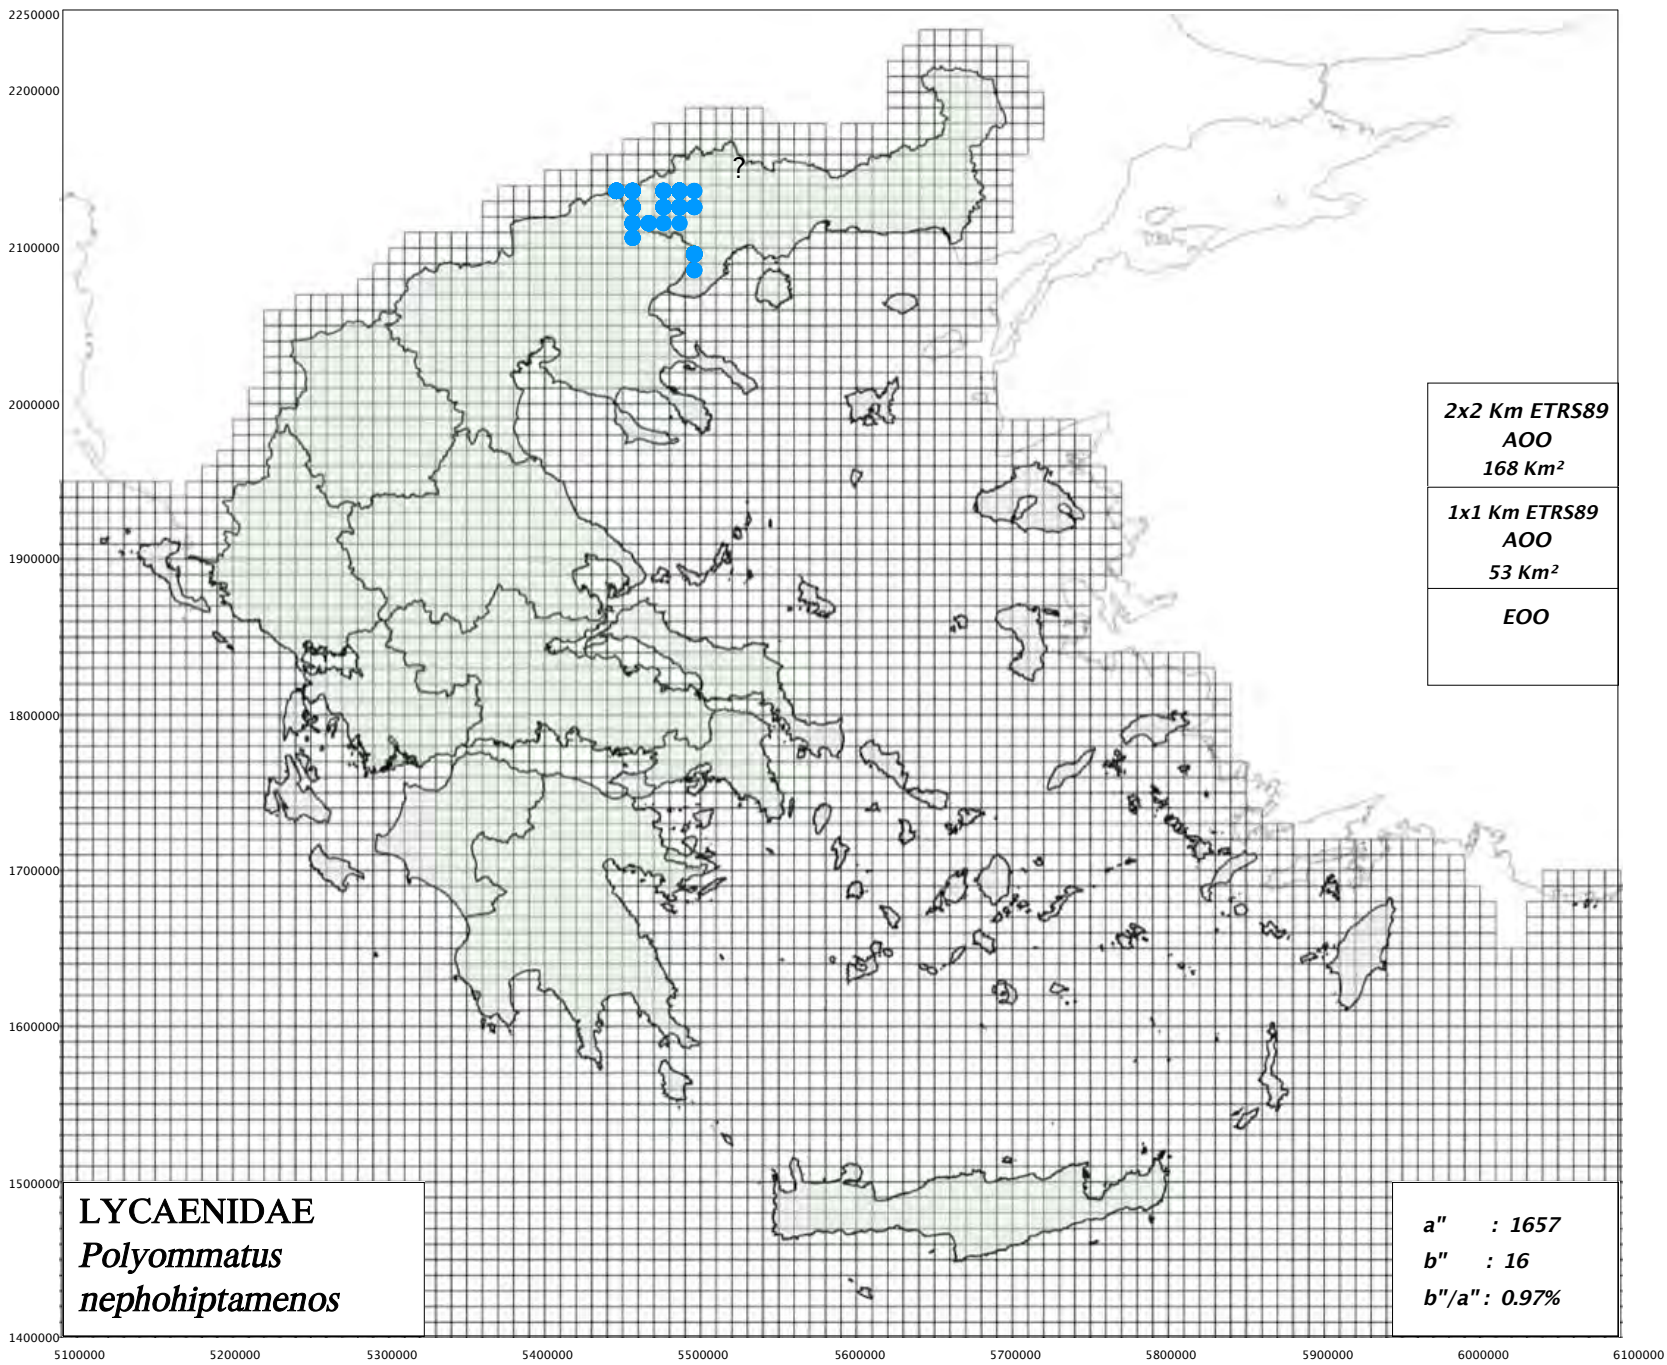 2250000
2200000
?
2100000
2000000
1900000
1800000
1700000
1600000
1500000
1400000
2x2 Km ETRS89
AOO
168 Km²
1x1 Km ETRS89
AOO
53 Km²
EOO
LYCAENIDAE
Polyommatus
nephohiptamenos
a" : 1657
b" : 16
b"/a" : 0.97%
5100000 5200000 5300000 5400000 5500000 5600000 5700000 5800000 5900000 6000000 6100000